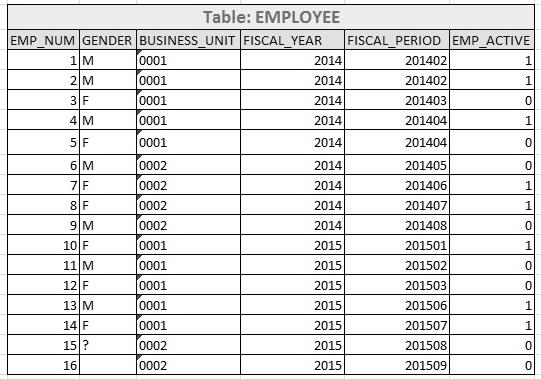 Table: EMPLOYEE
EMP_NUM GENDER BUSINESS_UNIT FISCAL_YEAR FISCAL_PERIOD EMP_ACTIVE
1 M 0001 2014 201402 1
2 M 0001 2014 201402 1
3 F 0001 2014 201403 0
4 M 0001 2014 201404 1
5 F 0001 2014 201404 0
6 M 0002 2014 201405 0
7 F 0002 2014 201406 1
8 F 0002 2014 201407 1
9 M 0002 2014 201408 0
10 F 0001 2015 201501 1
11 M 0001 2015 201502 0
12 F 0001 2015 201503 0
13 M 0001 2015 201506 1
14 F 0001 2015 201507 1
15 ? 0002 2015 201508 0
16 0002 2015 201509 0